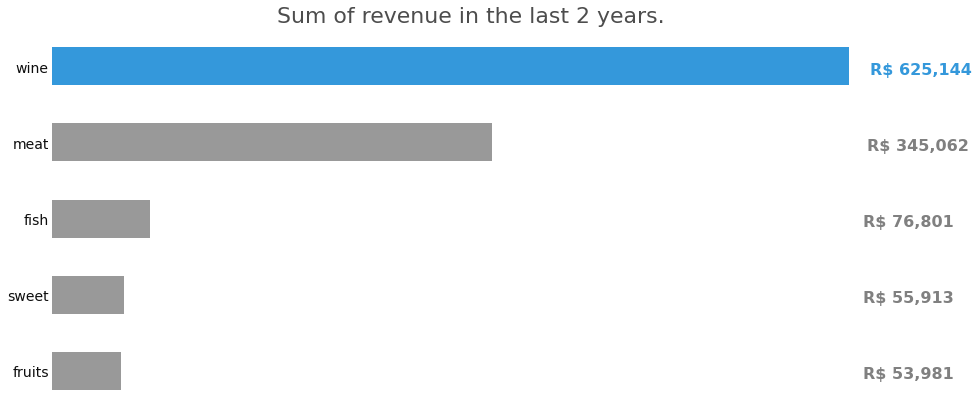 Sum of revenue in the last 2 years.
wine R$ 625,144
meat R$ 345,062
fish R$ 76,801
sweet R$ 55,913
fruits R$ 53,981